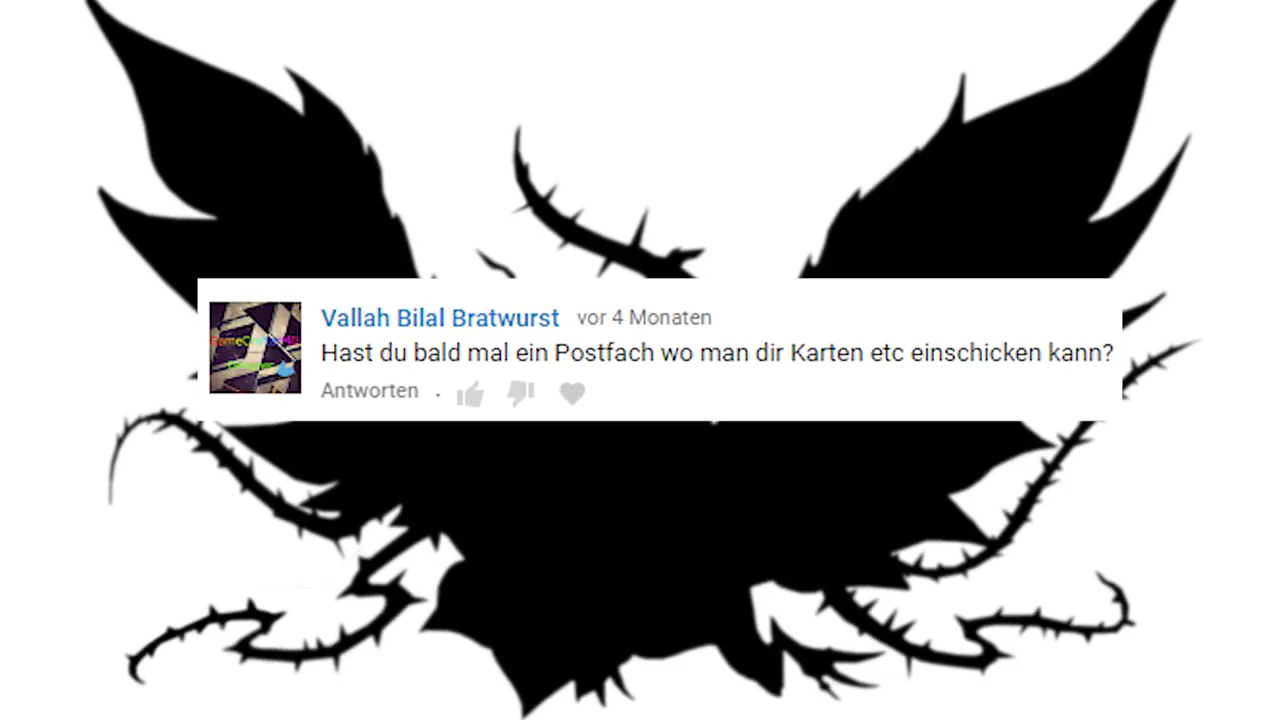 Vallah Bilal Bratwurst vor 4 Monaten
Hast du bald mal ein Postfach wo man dir Karten etc einschicken kann?
Antworten .